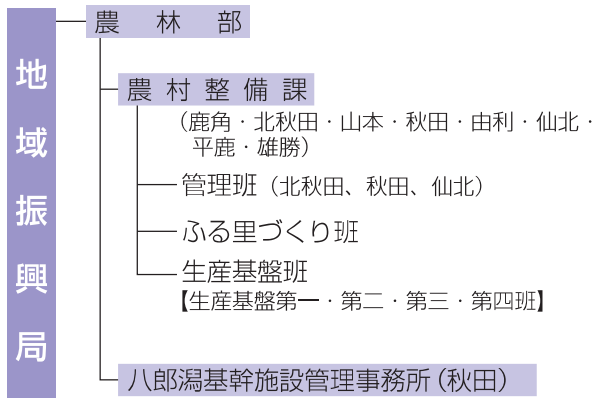 地域振興局
農林部
農村整備課
（鹿角・北秋田・山本・秋田・由利・仙北・
平鹿・雄勝）
管理班（北秋田、秋田、仙北）
ふる里づくり班
生産基盤班
【生産基盤第一・第二・第三・第四班】
八郎潟基幹施設管理事務所（秋田）